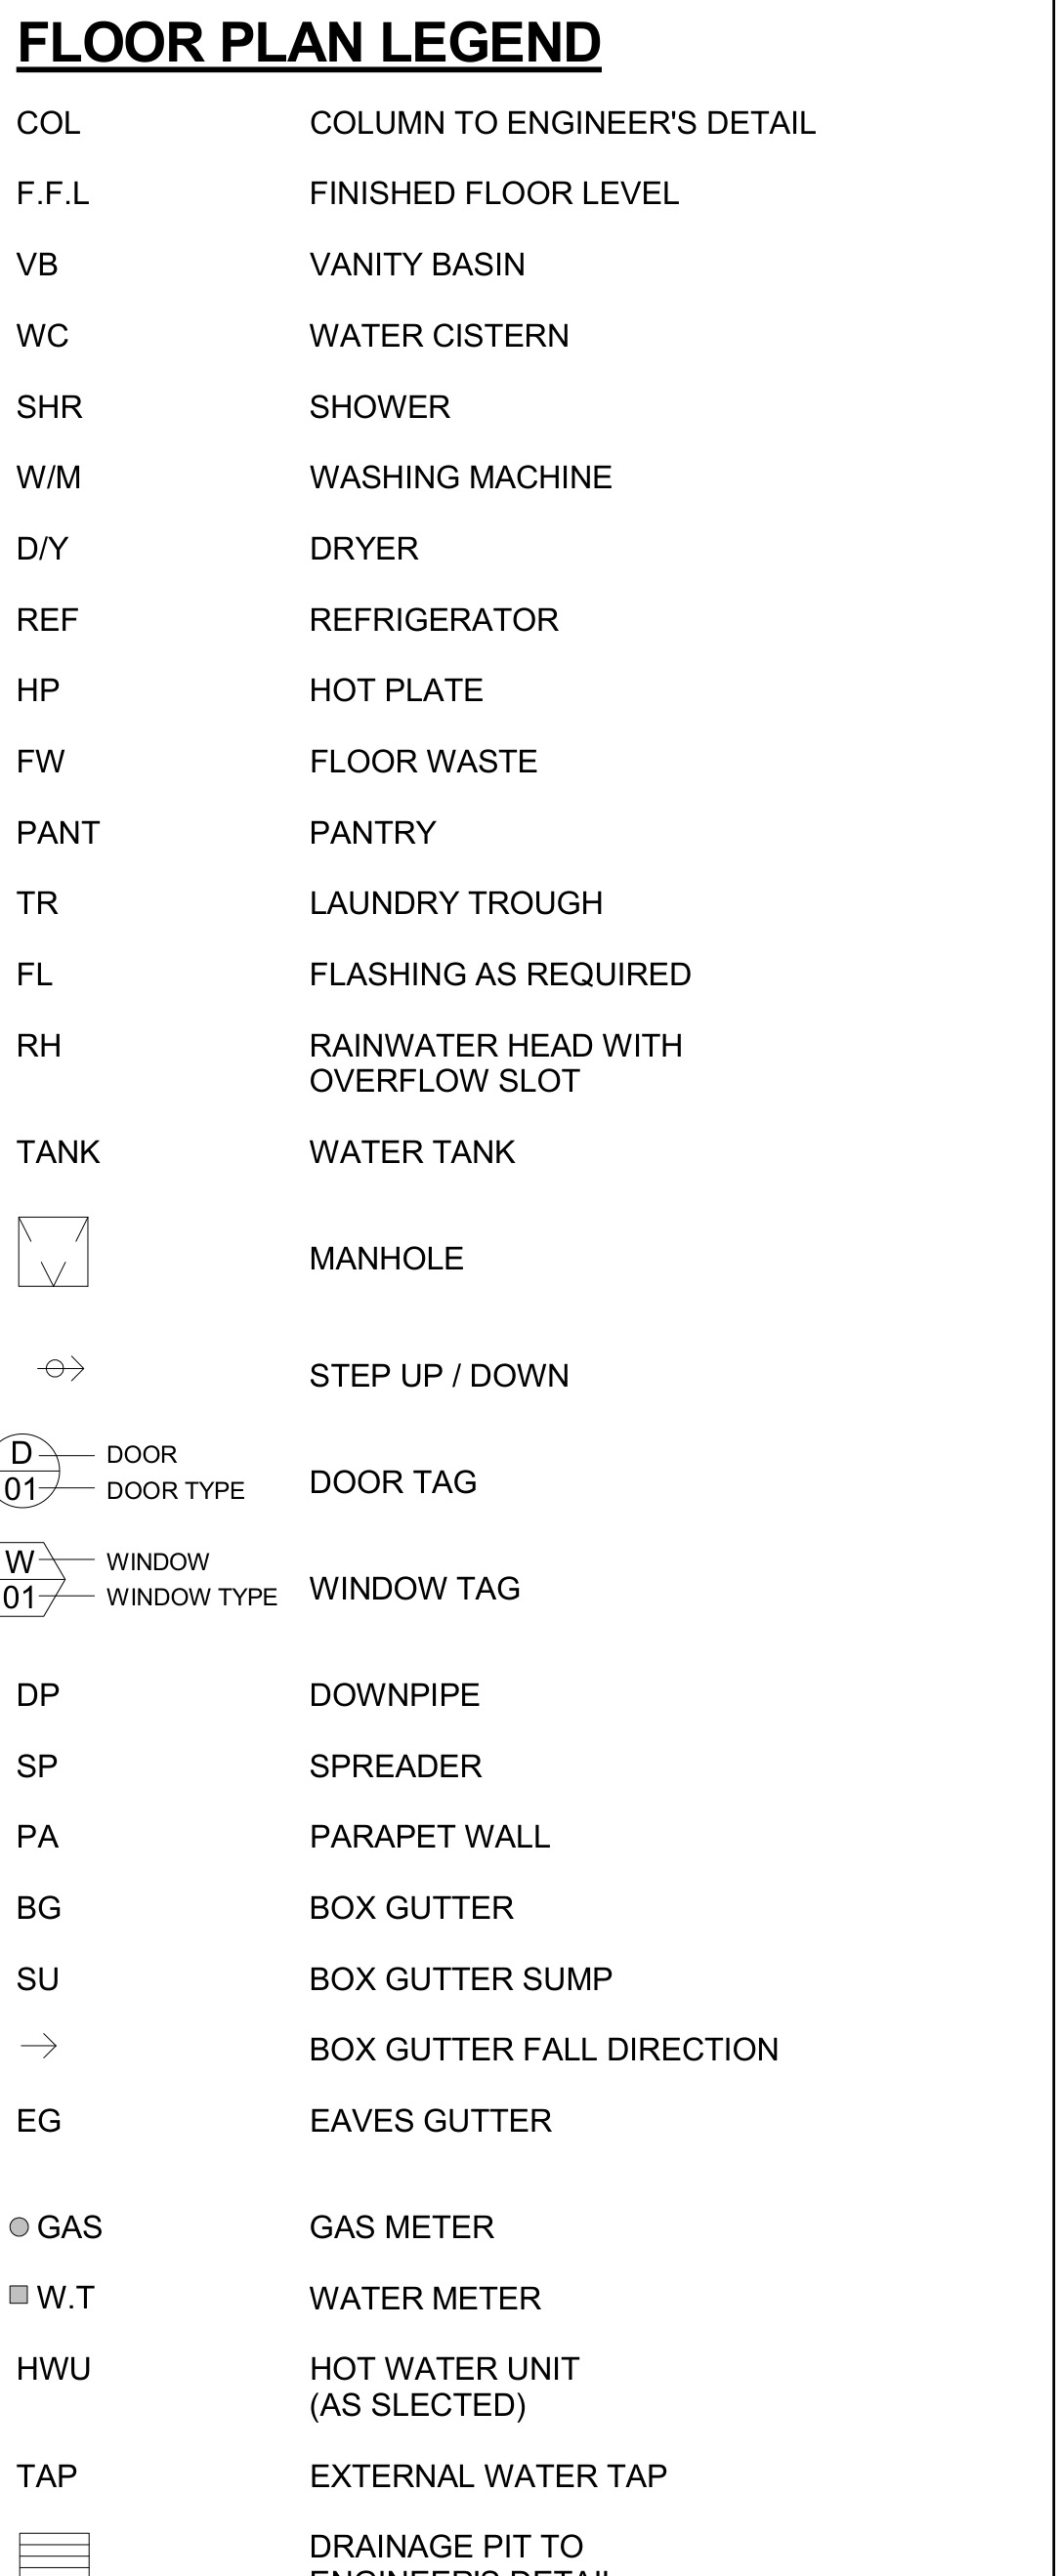 FLOOR PLAN LEGEND
COL COLUMN TO ENGINEER'S DETAIL
F.F.L FINISHED FLOOR LEVEL
VB VANITY BASIN
WC WATER CISTERN
SHR SHOWER
W/M WASHING MACHINE
D/Y DRYER
REF REFRIGERATOR
HP HOT PLATE
FW FLOOR WASTE
PANT PANTRY
TR LAUNDRY TROUGH
FL FLASHING AS REQUIRED
RH RAINWATER HEAD WITH
OVERFLOW SLOT
TANK WATER TANK
MANHOLE
STEP UP / DOWN
D DOOR
01 DOOR TYPE
DOOR TAG
W WINDOW
01 WINDOW TYPE
WINDOW TAG
DP DOWNPIPE
SP SPREADER
PA PARAPET WALL
BG BOX GUTTER
SU BOX GUTTER SUMP
BOX GUTTER FALL DIRECTION
EG EAVES GUTTER
GAS GAS METER
W.T WATER METER
HWU HOT WATER UNIT
(AS SLECTED)
TAP EXTERNAL WATER TAP
DRAINAGE PIT TO
ENGINEER'S DETAIL